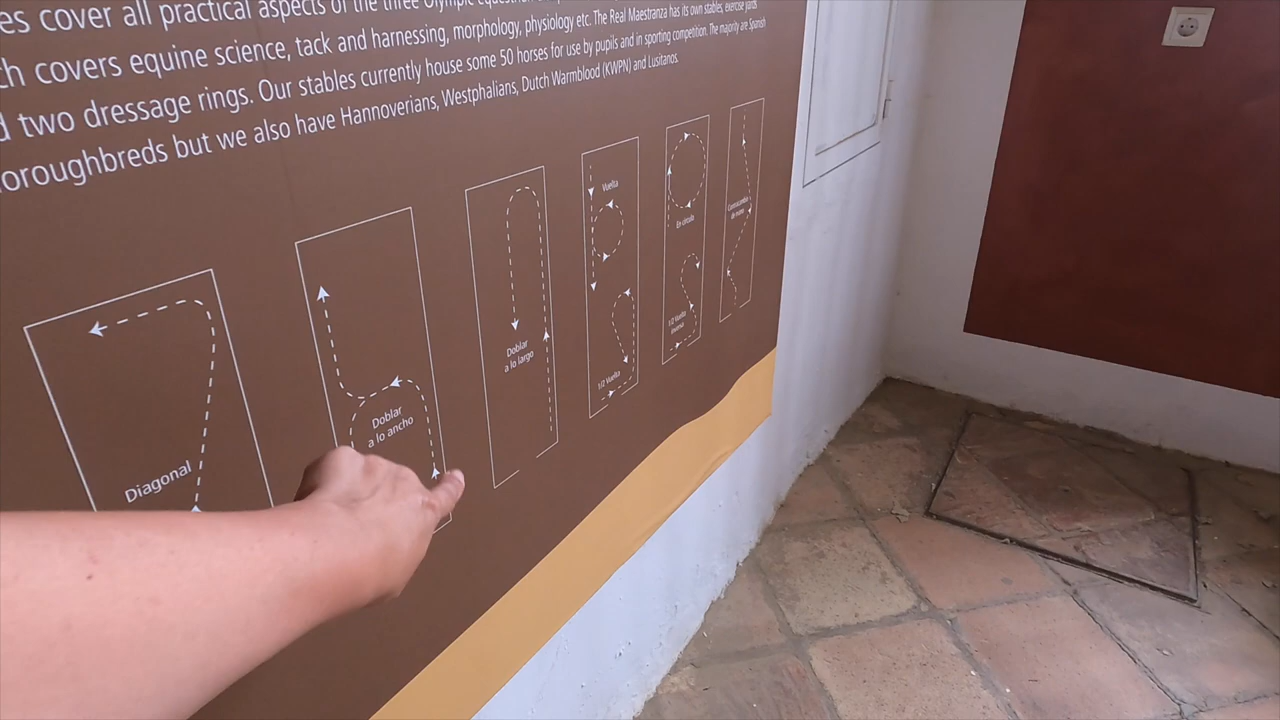 es cover all practical aspects of the three Olympic
ch covers equine science, tack and harnessing, morphology, physiology etc. The Real Maestranza has its own stables, exercise yards
d two dressage rings. Our stables currently house some 50 horses for use by pupils and in sporting competition. The majority are Spanish
oroughbreds but we also have Hannoverians, Westphalians, Dutch Warmblood (KWPN) and Lusitanos.
Diagonal
Doblar
a lo ancho
Doblar
a lo largo
Vuelta
1/2 Vuelta
En círculo
1/2 Vuelta
inversa
de mano